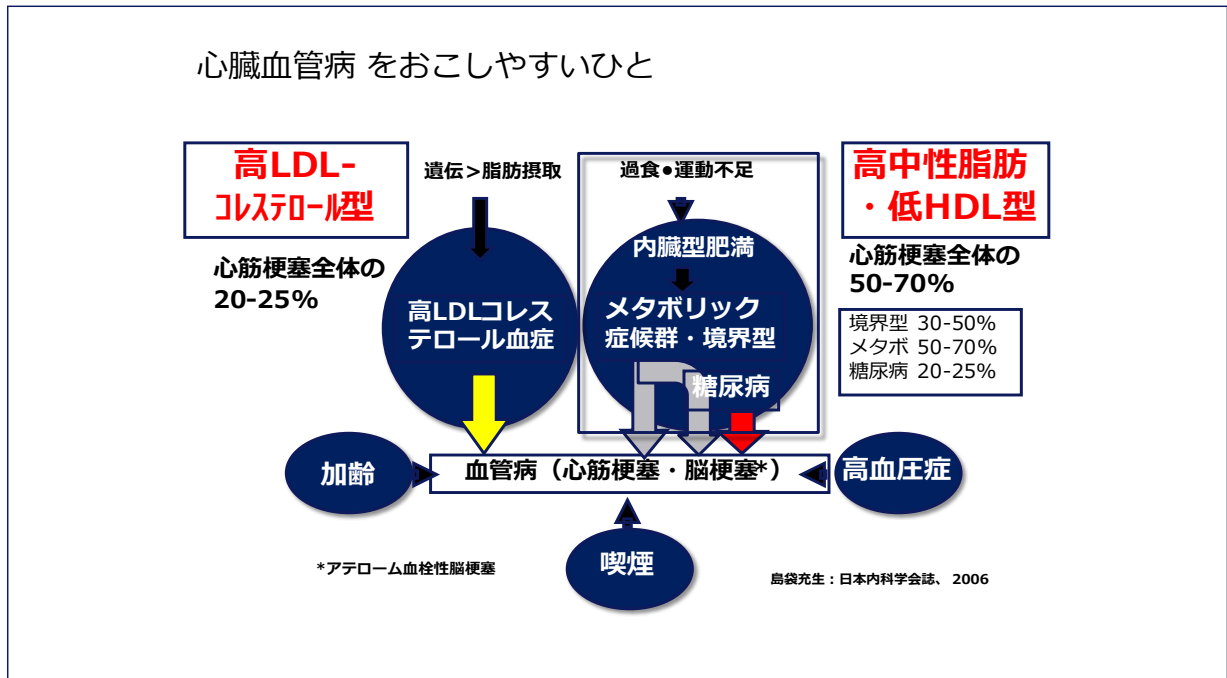 心臓血管病 をおこしやすいひと
高LDL-
ｺﾚｽﾃﾛｰﾙ型
心筋梗塞全体の
20-25%
遺伝＞脂肪摂取
高LDLコレス
テロール血症
過食●運動不足
内臓型肥満
メタボリック
症候群・境界型
糖尿病
高中性脂肪
・低HDL型
心筋梗塞全体の
50-70%
境界型 30-50%
メタボ 50-70%
糖尿病 20-25%
加齢
血管病（心筋梗塞・脳梗塞*）
高血圧症
喫煙
*アテローム血栓性脳梗塞
島袋充生：日本内科学会誌、 2006